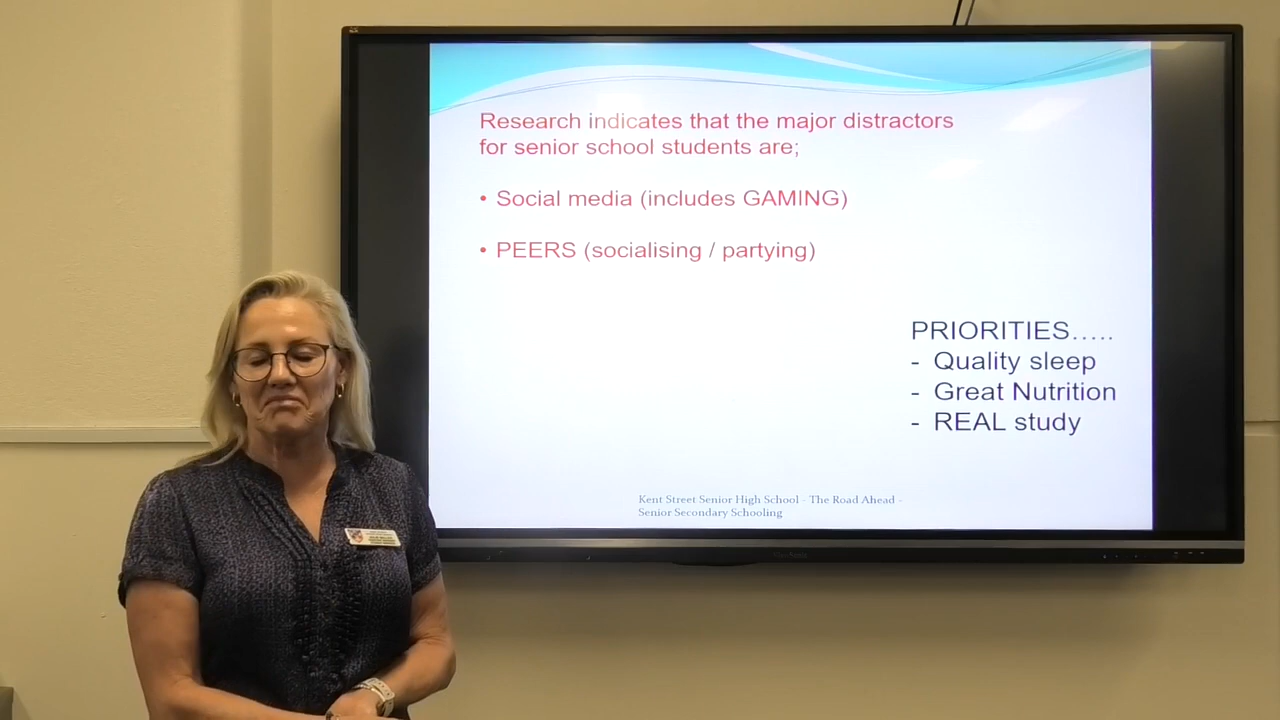 Research indicates that the major distractors
for senior school students are;
• Social media (includes GAMING)
• PEERS (socialising / partying)
PRIORITIES.....
- Quality sleep
- Great Nutrition
- REAL study
Kent Street Senior High School - The Road Ahead -
Senior Secondary Schooling